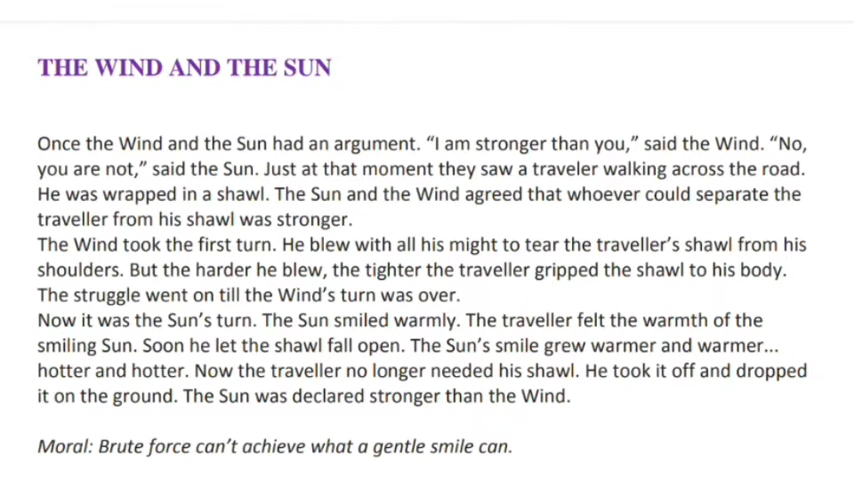 THE WIND AND THE SUN
Once the Wind and the Sun had an argument. “I am stronger than you,” said the Wind. “No,
you are not,” said the Sun. Just at that moment they saw a traveler walking across the road.
He was wrapped in a shawl. The Sun and the Wind agreed that whoever could separate the
traveller from his shawl was stronger.
The Wind took the first turn. He blew with all his might to tear the traveller’s shawl from his
shoulders. But the harder he blew, the tighter the traveller gripped the shawl to his body.
The struggle went on till the Wind’s turn was over.
Now it was the Sun’s turn. The Sun smiled warmly. The traveller felt the warmth of the
smiling Sun. Soon he let the shawl fall open. The Sun’s smile grew warmer and warmer...
hotter and hotter. Now the traveller no longer needed his shawl. He took it off and dropped
it on the ground. The Sun was declared stronger than the Wind.
Moral: Brute force can’t achieve what a gentle smile can.